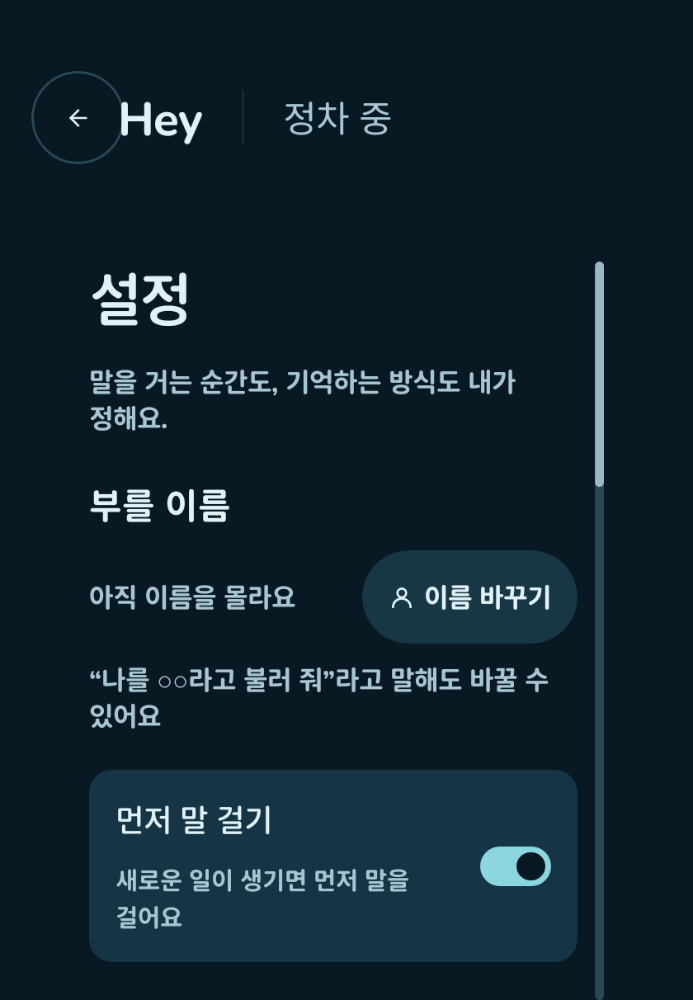 Hey
정차 중
설정
말을 거는 순간도, 기억하는 방식도 내가
정해요.
부를 이름
아직 이름을 몰라요
이름 바꾸기
“나를 ○○라고 불러 줘”라고 말해도 바꿀 수
있어요
먼저 말 걸기
새로운 일이 생기면 먼저 말을
걸어요